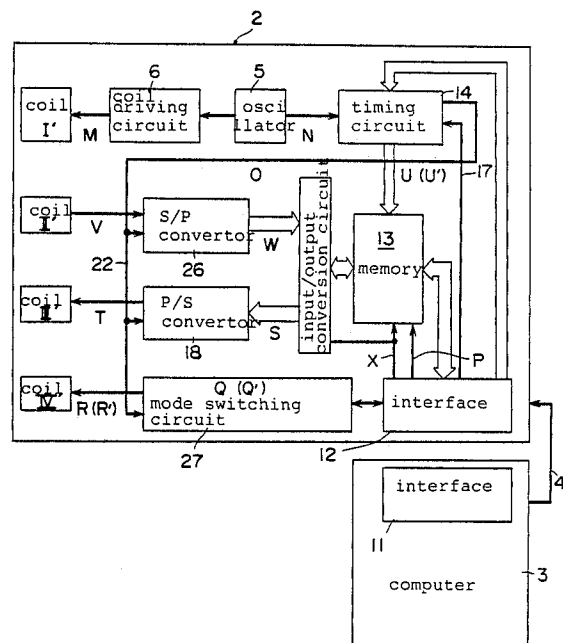 2
6
5
14
coil
I'
M
coil
driving
circuit
osci
llator
N
timing
circuit
O
U (U')
17
coil
II'
V
S/P
convertor
W
22
26
input/output
conversion circuit
13
memory
coil
T
P/S
convertor
S
18
X
P
coil
IV'
R (R')
Q (Q')
mode switching
circuit
27
interface
12
4
interface
11
computer
3